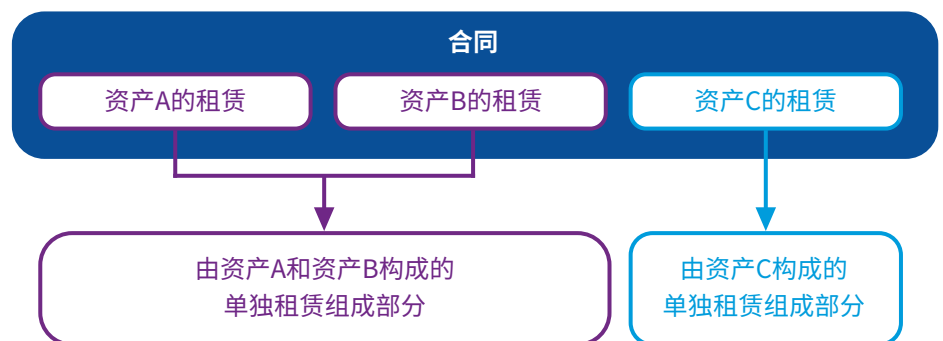 合同
资产A的租赁
资产B的租赁
资产C的租赁
由资产A和资产B构成的
单独租赁组成部分
由资产C构成的
单独租赁组成部分